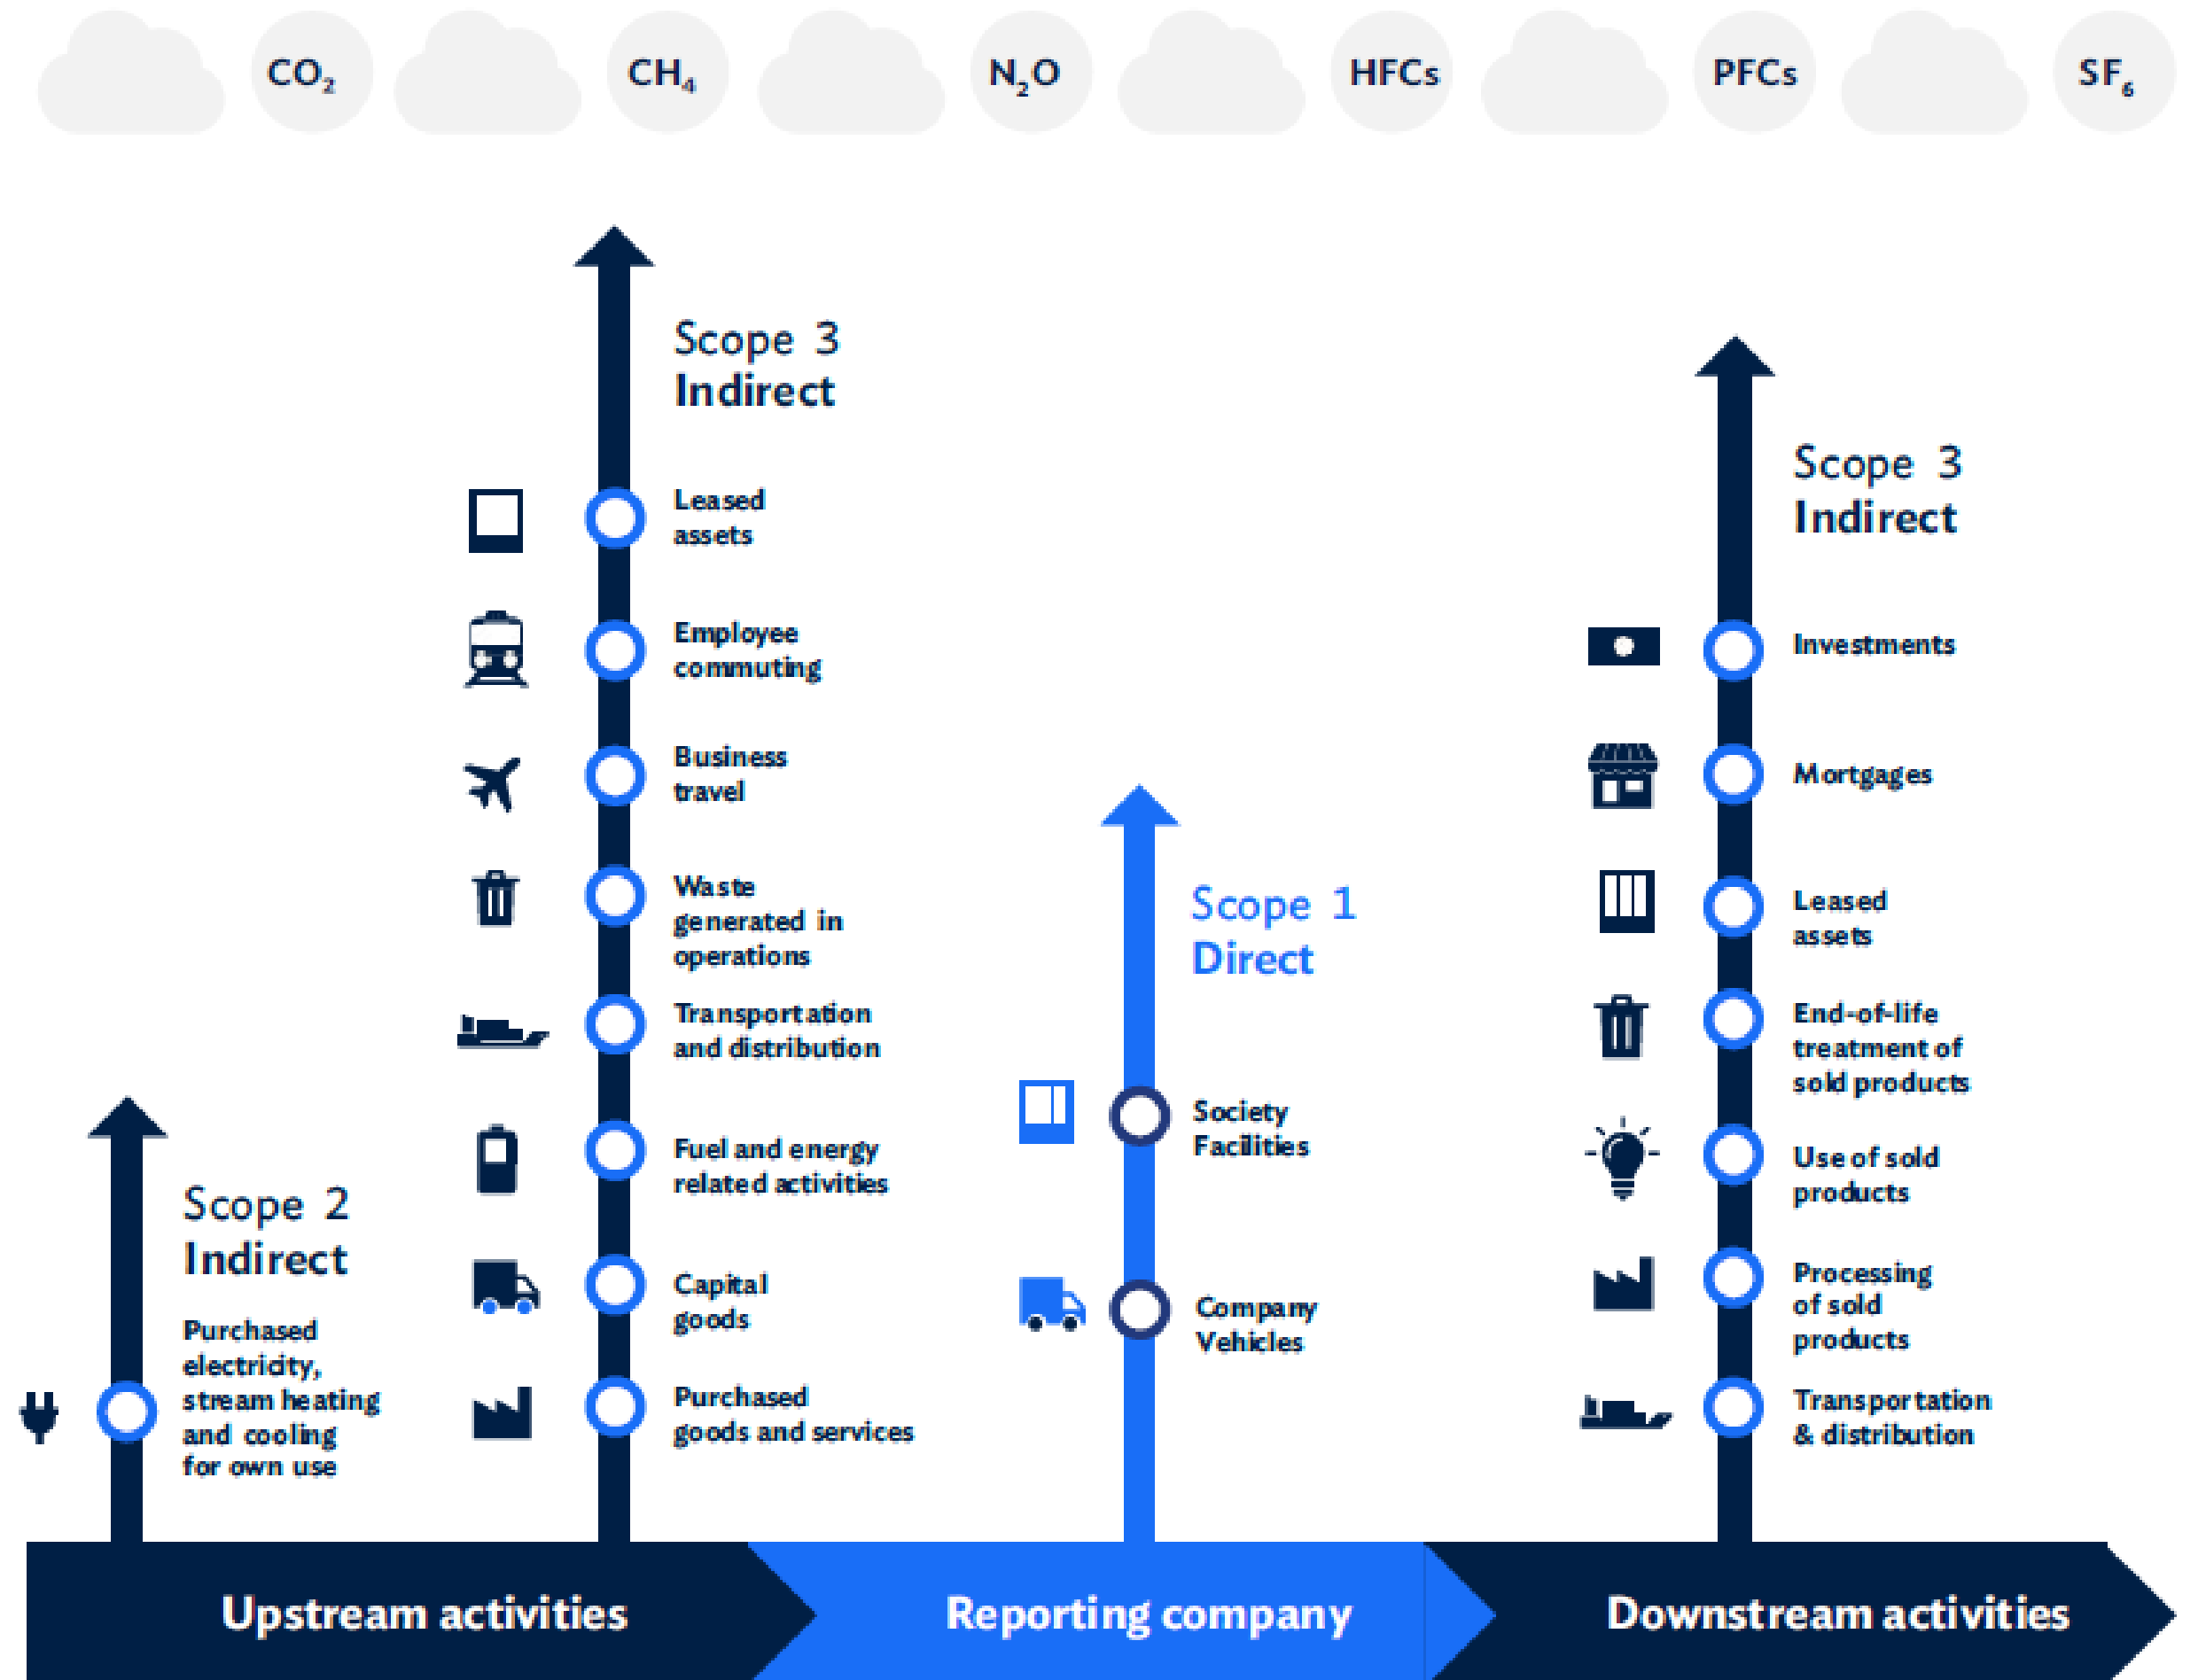 CO₂
CH₄
N₂O
HFCs
PFCs
SF₆
Scope 2
Indirect
Purchased
electricity,
stream heating
and cooling
for own use
Scope 3
Indirect
Leased
assets
Employee
commuting
Business
travel
Waste
generated in
operations
Transportation
and distribution
Fuel and energy
related activities
Capital
goods
Purchased
goods and services
Scope 1
Direct
Society
Facilities
Company
Vehicles
Scope 3
Indirect
Investments
Mortgages
Leased
assets
End-of-life
treatment of
sold products
Use of sold
products
Processing
of sold
products
Transportation
& distribution
Upstream activities
Reporting company
Downstream activities